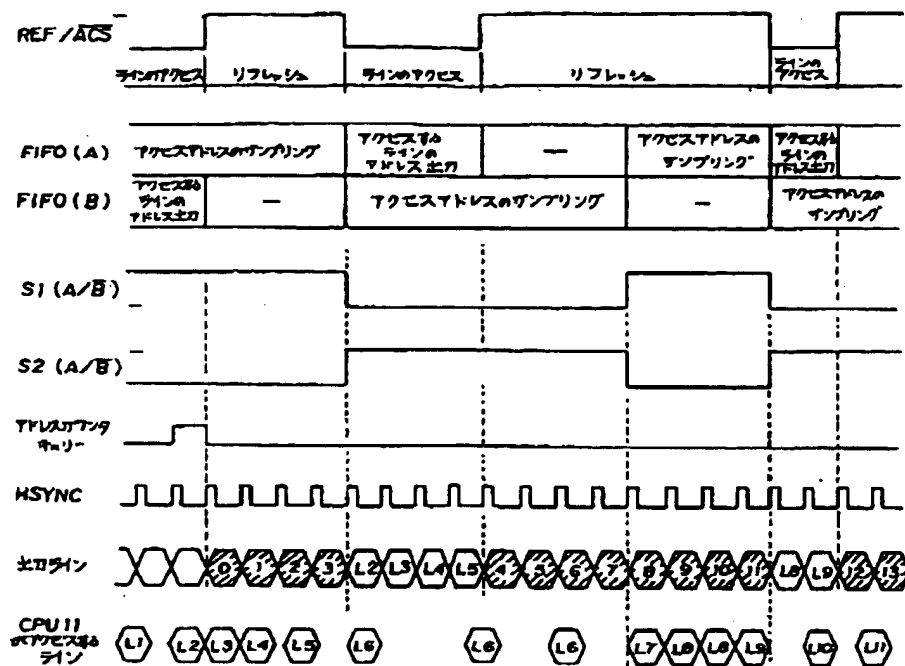 REF/ACS
ラインのアクセス リフレッシュ ラインのアクセス リフレッシュ ラインのアクセス
FIFO(A) アクセスアドレスのサンプリング アクセスするラインのアドレス出力 — アクセスアドレスのサンプリング アクセスするラインのアドレス出力
FIFO(B) アクセスするラインのアドレス出力 — アクセスアドレスのサンプリング — アクセスアドレスのサンプリング
S1(A/B)
S2(A/B)
アドレスカウンタ
キャリー
HSYNC
出力ライン 0 1 2 3 L2 L3 L4 L5 4 5 6 7 8 9 10 11 L8 L9 12 13
CPU11
がアクセスする
ライン
L1 L2 L3 L4 L5 L6 L6 L6 L7 L8 L8 L9 L10 L11